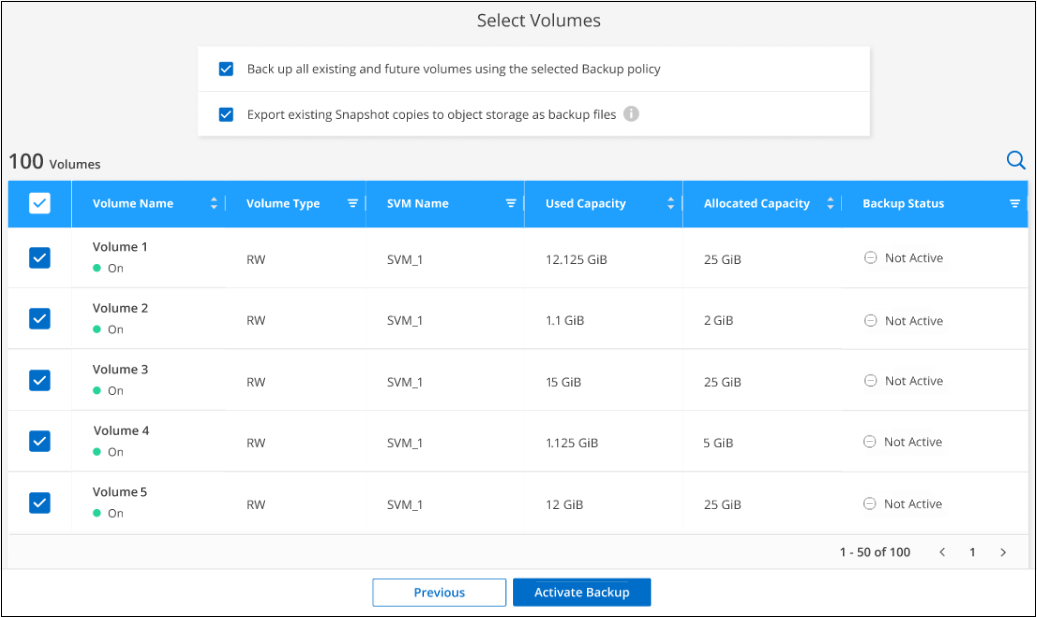 Select Volumes
Back up all existing and future volumes using the selected Backup policy
Export existing Snapshot copies to object storage as backup files i
100 Volumes
Volume Name Volume Type SVM Name Used Capacity Allocated Capacity Backup Status
Volume 1
On RW SVM_1 12.125 GiB 25 GiB Not Active
Volume 2
On RW SVM_1 1.1 GiB 2 GiB Not Active
Volume 3
On RW SVM_1 15 GiB 25 GiB Not Active
Volume 4
On RW SVM_1 1.125 GiB 5 GiB Not Active
Volume 5
On RW SVM_1 12 GiB 25 GiB Not Active
1 - 50 of 100 < 1 >
Previous Activate Backup